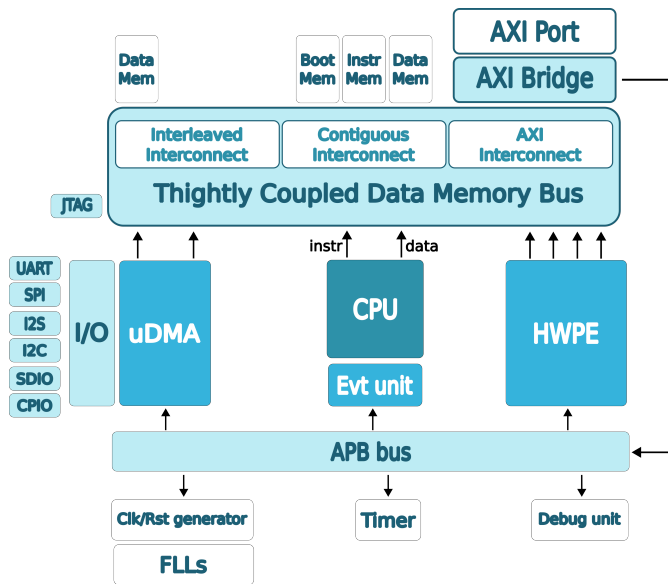 AXI Port
Data
Mem
Boot
Mem
Instr
Mem
Data
Mem
AXI Bridge
Interleaved
Interconnect
Contiguous
Interconnect
AXI
Interconnect
Thightly Coupled Data Memory Bus
JTAG
instr
data
UART
SPI
I2S
I2C
SDIO
CPIO
I/O
uDMA
CPU
HWPE
Evt unit
APB bus
Clk/Rst generator
Timer
Debug unit
FLLs